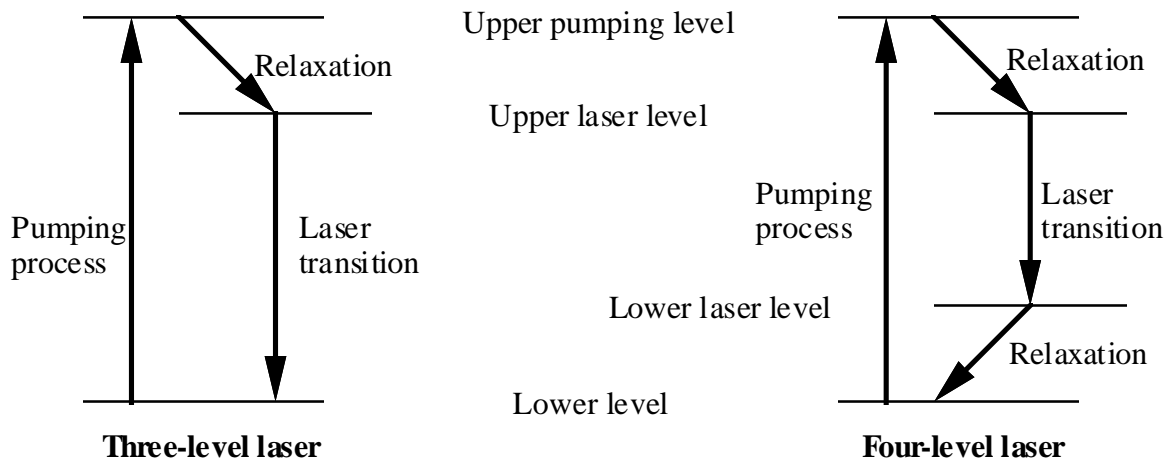 Upper pumping level
Relaxation
Relaxation
Upper laser level
Pumping
process
Laser
transition
Pumping
process
Laser
transition
Lower laser level
Relaxation
Lower level
Three-level laser
Four-level laser